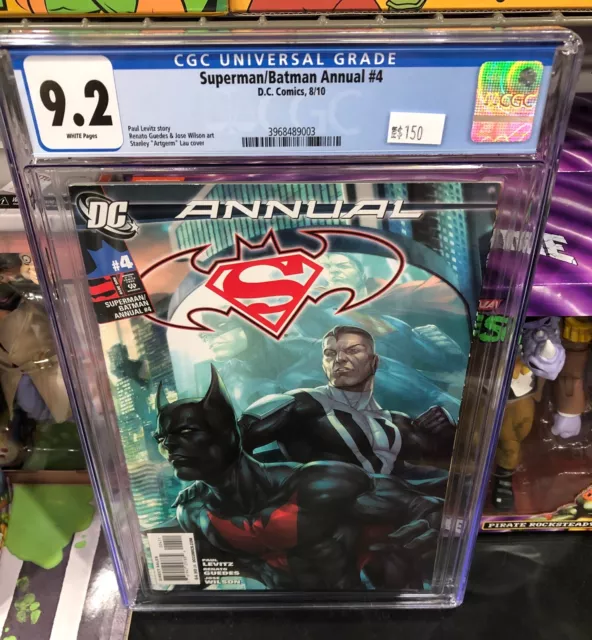 CGC UNIVERSAL GRADE
9.2
WHITE Pages
Superman/Batman Annual #4
D.C. Comics, 8/10
Paul Levitz story
Renato Guedes & Jose Wilson art
Stanley "Artgerm" Lau cover
3968489003
$150
CGC
DC
ANNUAL
#4
SUPERMAN/
BATMAN
ANNUAL #4
S
PAUL
LEVITZ
RENATO
GUEDES
JOSE
WILSON
PIRATE ROCKSTEADY